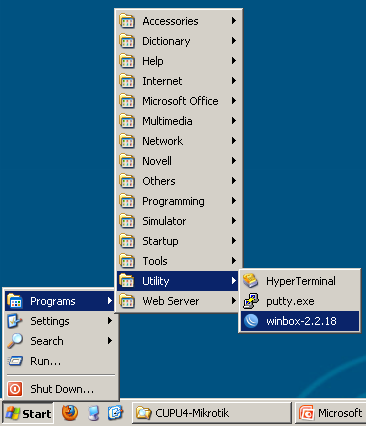 Accessories
Dictionary
Help
Internet
Microsoft Office
Multimedia
Network
Novell
Others
Programming
Simulator
Startup
Tools
Utility
Web Server
HyperTerminal
putty.exe
winbox-2.2.18
Programs
Settings
Search
Run...
Shut Down...
Start
CUPU4-Mikrotik
Microsoft